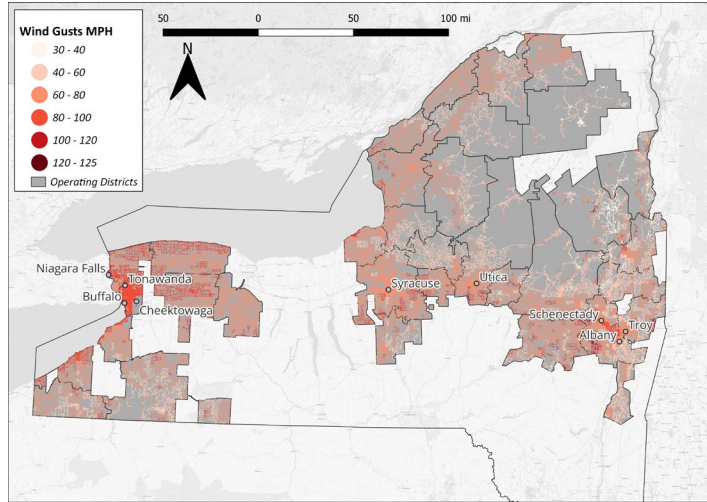 Wind Gusts MPH
30 - 40
40 - 60
60 - 80
80 - 100
100 - 120
120 - 125
Operating Districts
50 0 50 100 mi
N
Niagara Falls
Tonawanda
Buffalo
Cheektowaga
Syracuse
Utica
Schenectady
Troy
Albany